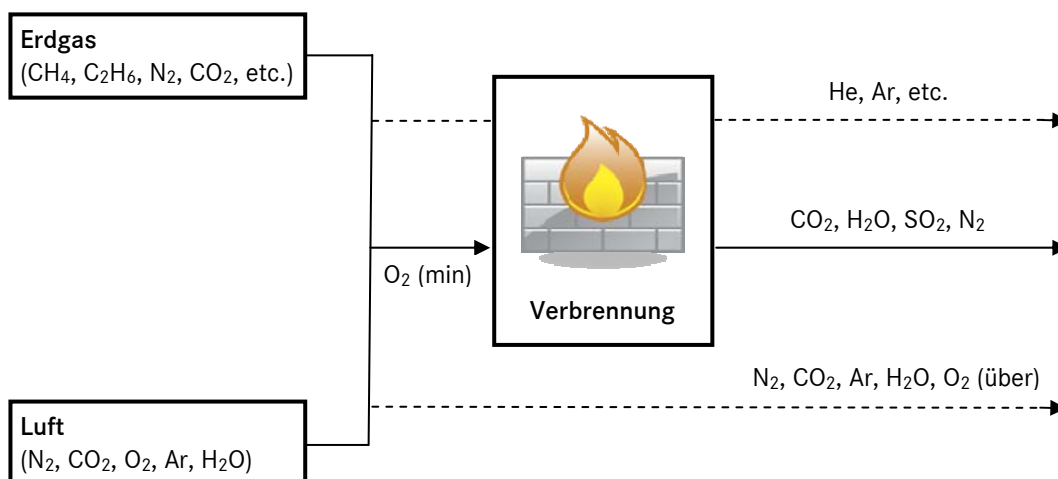 Erdgas
(CH₄, C₂H₆, N₂, CO₂, etc.)
He, Ar, etc.
CO₂, H₂O, SO₂, N₂
O₂ (min)
Verbrennung
N₂, CO₂, Ar, H₂O, O₂ (über)
Luft
(N₂, CO₂, O₂, Ar, H₂O)